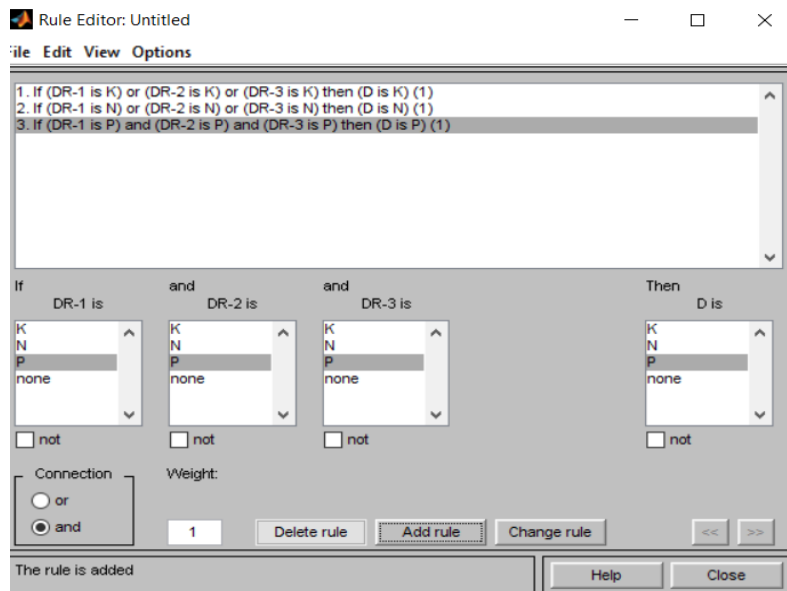 Rule Editor: Untitled
File Edit View Options
1. If (DR-1 is K) or (DR-2 is K) or (DR-3 is K) then (D is K) (1)
2. If (DR-1 is N) or (DR-2 is N) or (DR-3 is N) then (D is N) (1)
3. If (DR-1 is P) and (DR-2 is P) and (DR-3 is P) then (D is P) (1)
If and and Then
DR-1 is DR-2 is DR-3 is D is
K K K K
N N N N
P P P P
none none none none
not not not not
Connection Weight:
or
and 1 Delete rule Add rule Change rule << >>
The rule is added Help Close